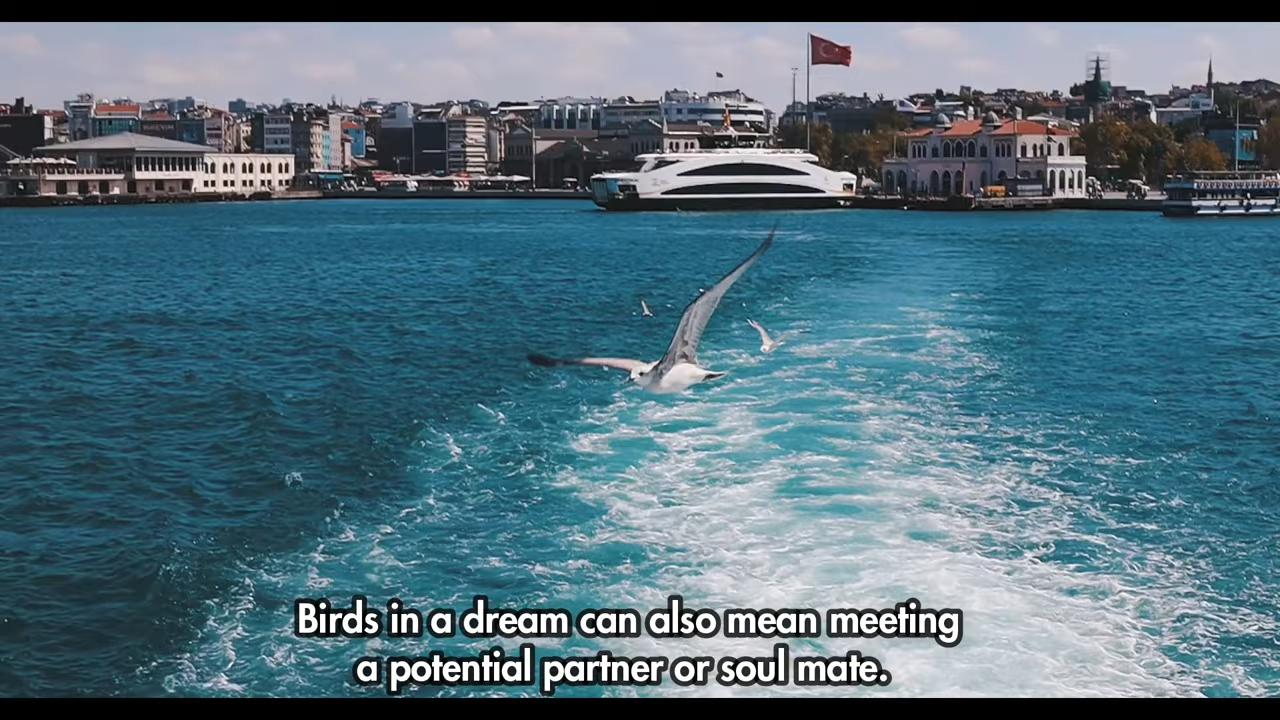 Birds in a dream can also mean meeting
a potential partner or soul mate.